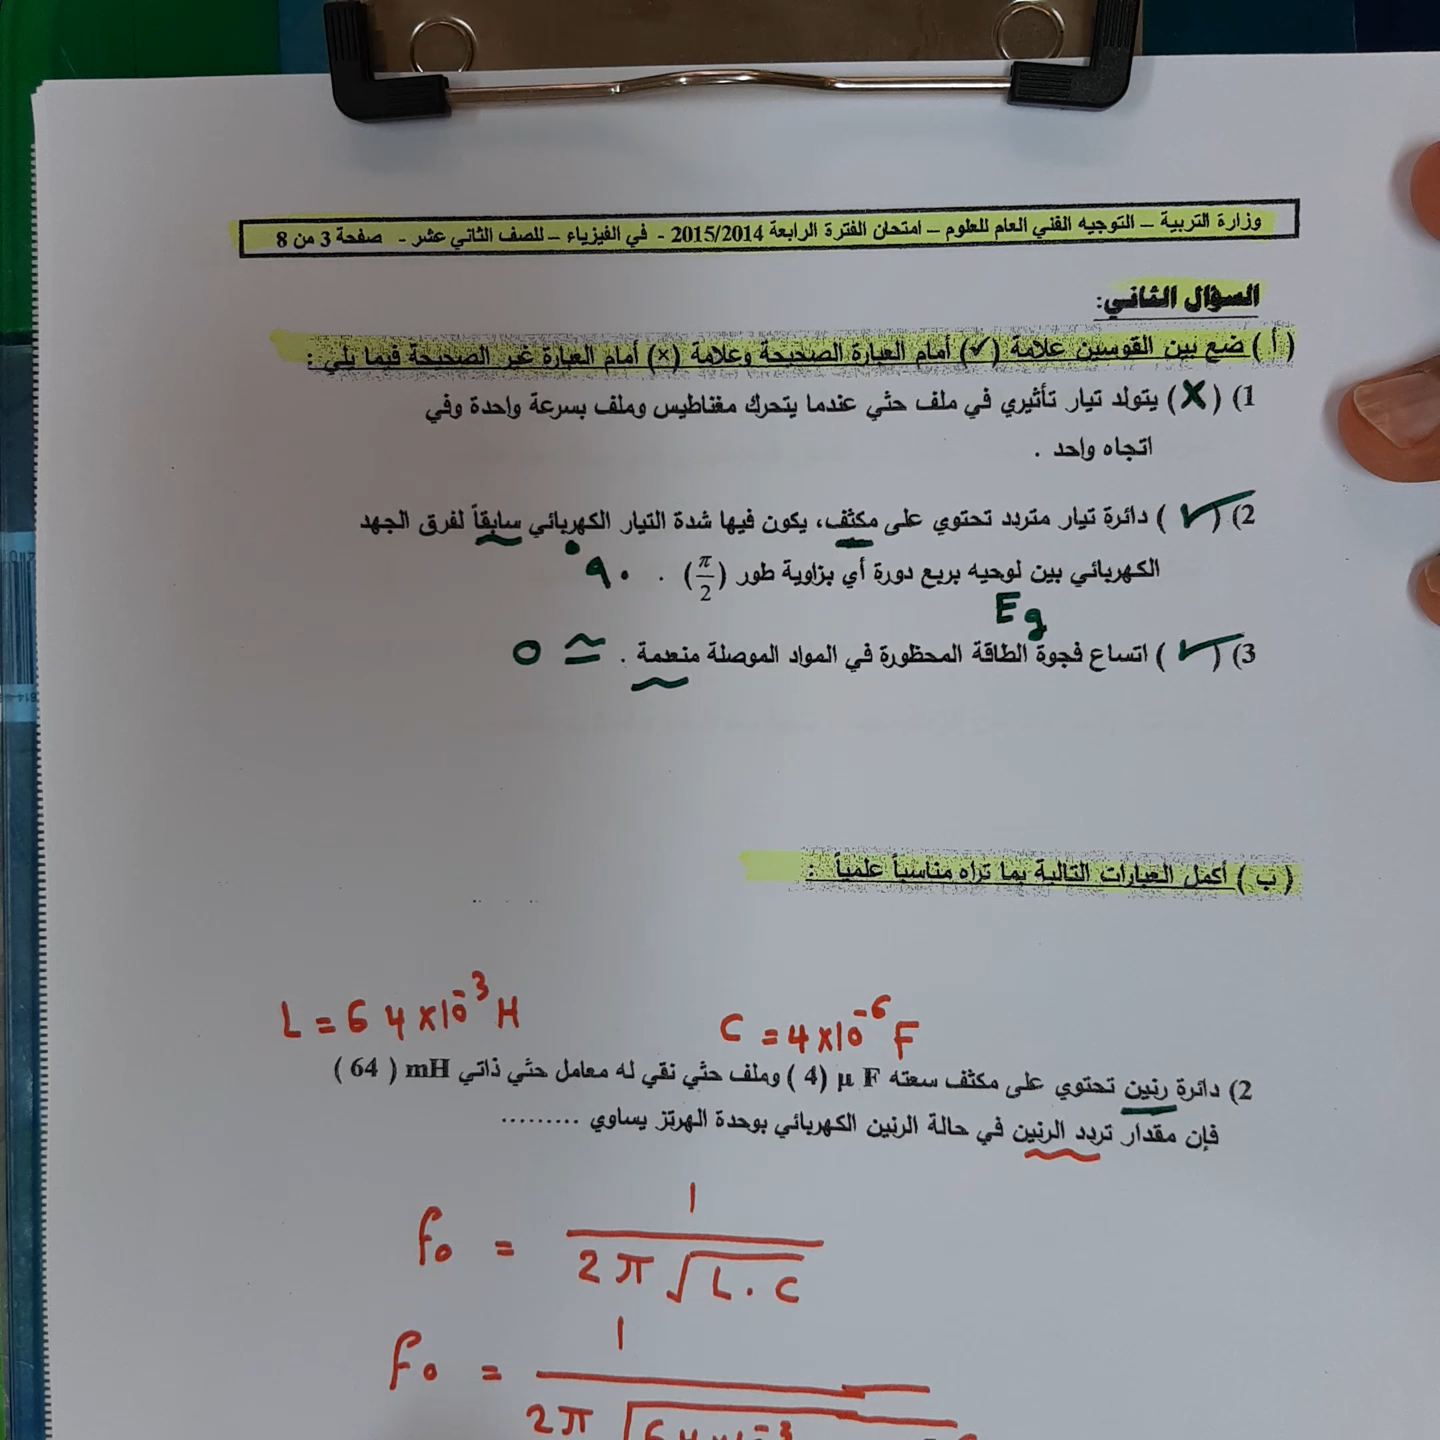 وزارة التربية – التوجيه الفني العام للعلوم – امتحان الفترة الرابعة 2015/2014 - في الفيزياء – للصف الثاني عشر - صفحة 3 من 8
السؤال الثاني:
( أ ) ضع بين القوسين علامة (✓) أمام العبارة الصحيحة وعلامة (×) أمام العبارة غير الصحيحة فيما يلي :
1) (X) يتولد تيار تأثيري في ملف حثي عندما يتحرك مغناطيس وملف بسرعة واحدة وفي
اتجاه واحد .
2) (✓) دائرة تيار متردد تحتوي على مكثف، يكون فيها شدة التيار الكهربائي سابقاً لفرق الجهد
الكهربائي بين لوحيه بربع دورة أي بزاوية طور (π/2) . ٩٠°
Eg
3) (✓) اتساع فجوة الطاقة المحظورة في المواد الموصلة منعدمة . ≃ 0
( ب ) أكمل العبارات التالية بما تراه مناسباً علمياً :
L = 64 x10⁻³ H C = 4 x10⁻⁶ F
2) دائرة رنين تحتوي على مكثف سعته μ F (4 ) وملف حثي نقي له معامل حثي ذاتي mH ( 64 )
فإن مقدار تردد الرنين في حالة الرنين الكهربائي بوحدة الهرتز يساوي .........
f₀ = 1 / 2π√L.C
f₀ = 1 / 2π√64x10⁻³